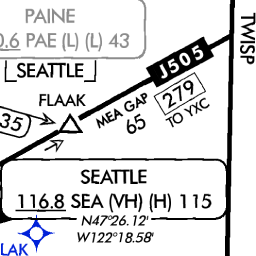 PAINE
0.6 PAE (L) (L) 43
SEATTLE
TWISP
J505
FLAAK
MEA GAP
65
279
TO YXC
35
SEATTLE
116.8 SEA (VH) (H) 115
N47°26.12'
W122°18.58'
LAK